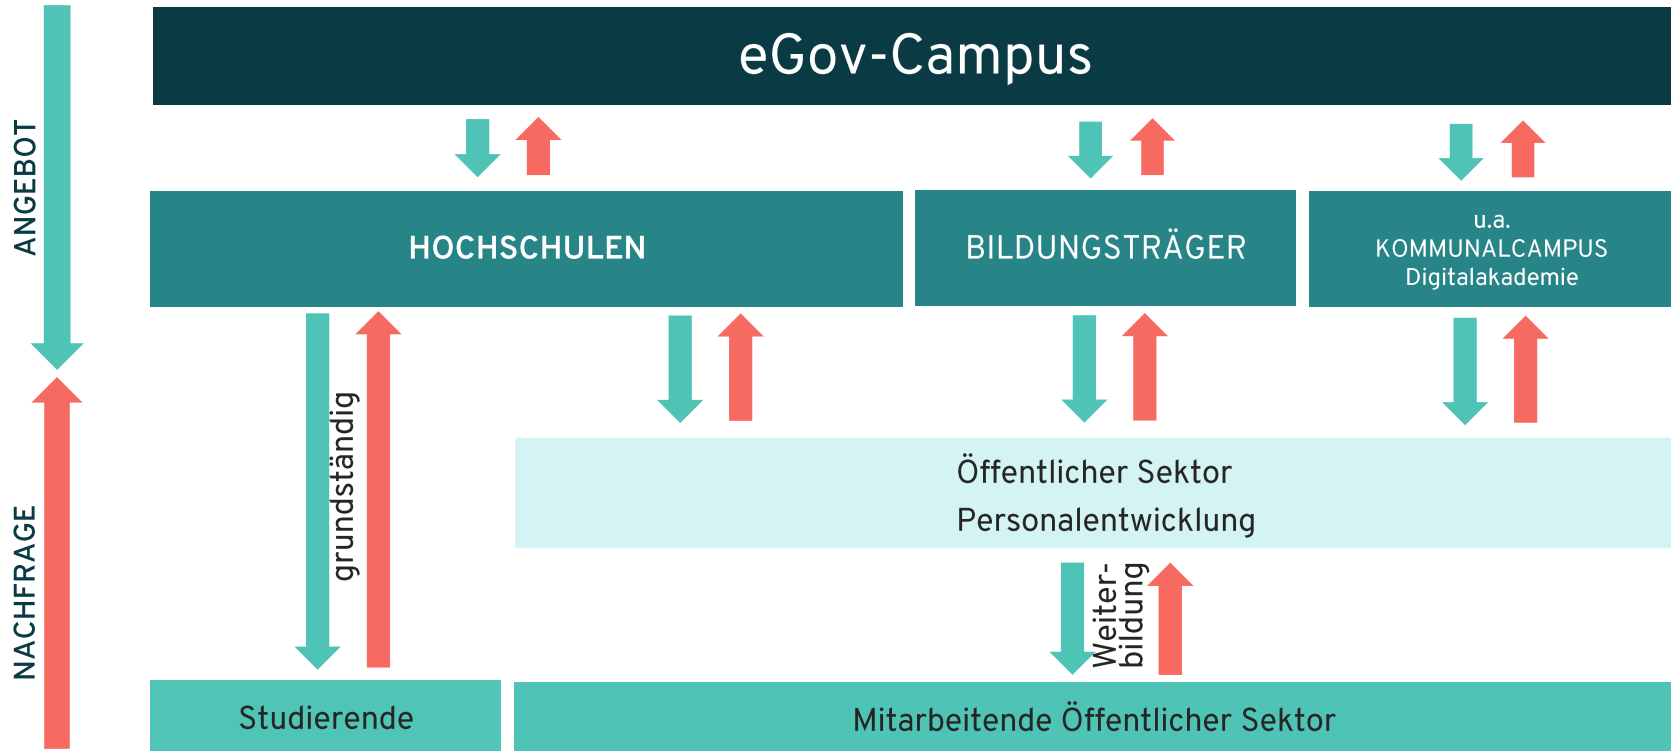 eGov-Campus
ANGEBOT
HOCHSCHULEN
BILDUNGSTRÄGER
u.a.
KOMMUNALCAMPUS
Digitalakademie
grundständig
Öffentlicher Sektor
Personalentwicklung
NACHFRAGE
Weiter-
bildung
Studierende
Mitarbeitende Öffentlicher Sektor